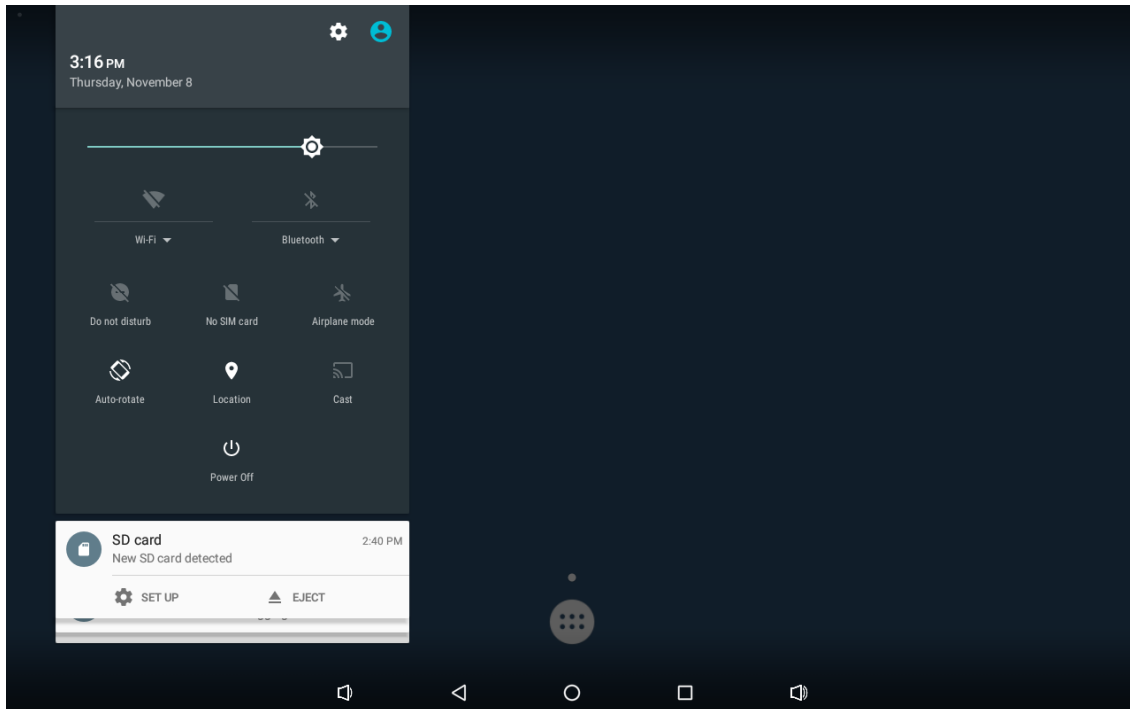 3:16 PM
Thursday, November 8
Wi-Fi
Bluetooth
Do not disturb
No SIM card
Airplane mode
Auto-rotate
Location
Cast
Power Off
SD card
2:40 PM
New SD card detected
SET UP
EJECT